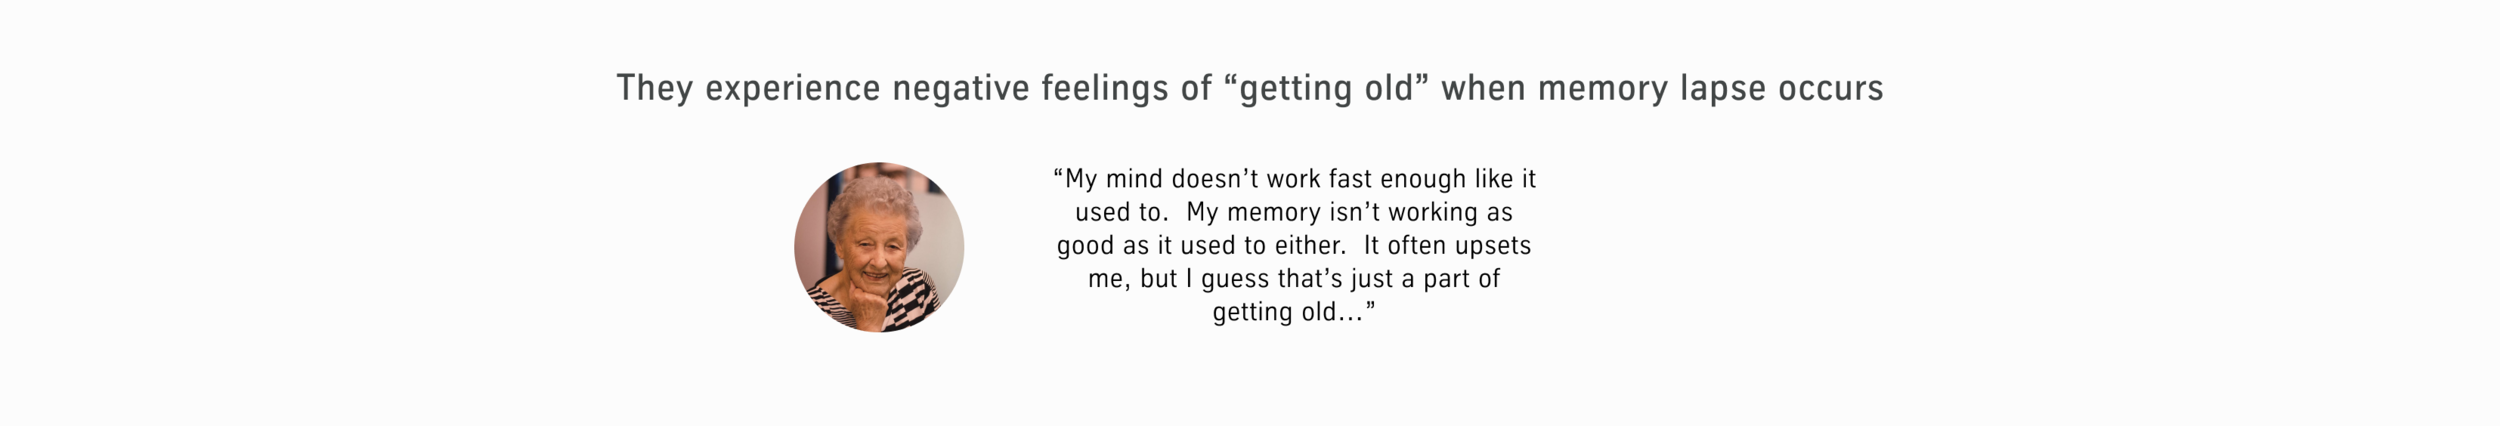 They experience negative feelings of “getting old” when memory lapse occurs
“My mind doesn’t work fast enough like it
used to.  My memory isn’t working as
good as it used to either.  It often upsets
me, but I guess that’s just a part of
getting old...”